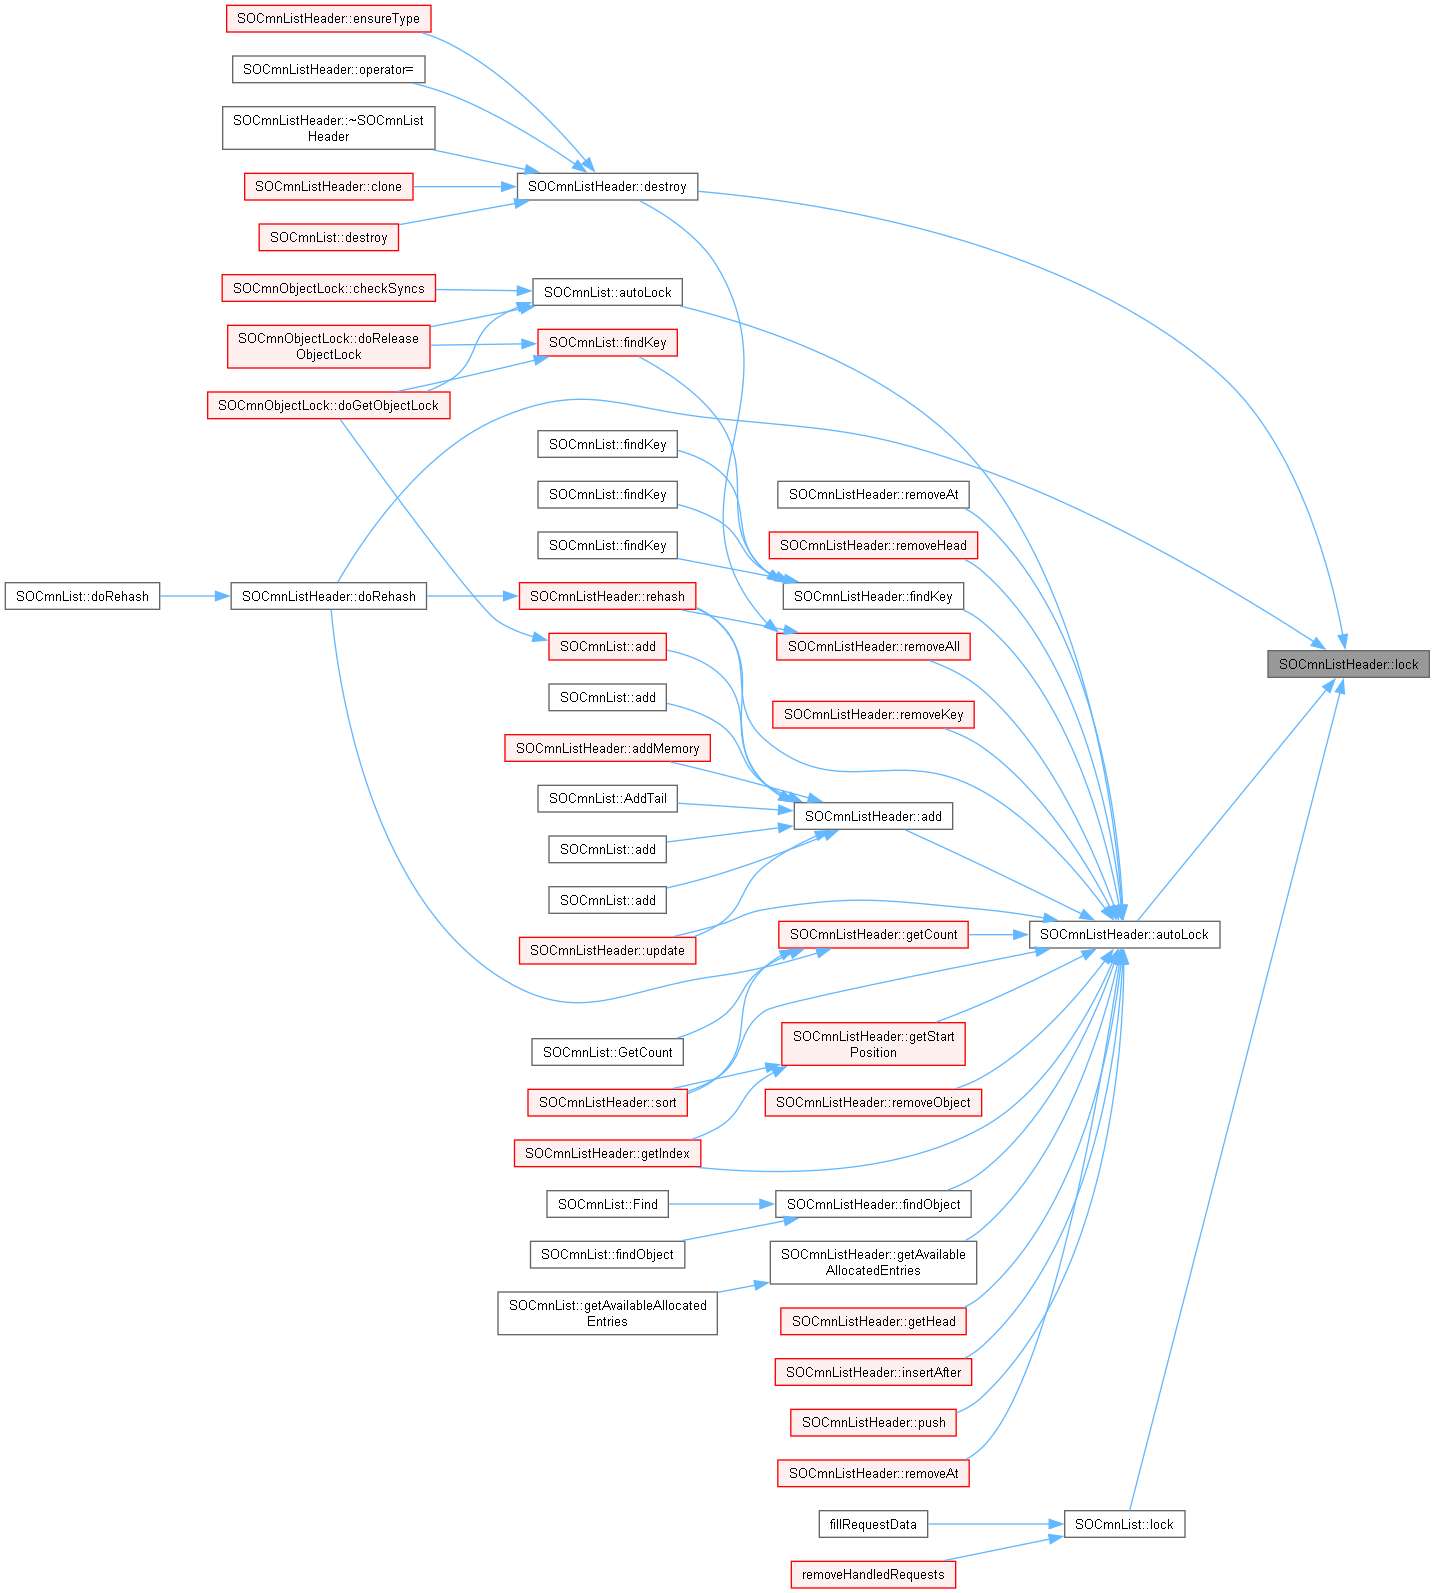 SOCmnListHeader::ensureType
SOCmnListHeader::operator=
SOCmnListHeader::~SOCmnList
Header
SOCmnListHeader::destroy
SOCmnListHeader::clone
SOCmnList::destroy
SOCmnObjectLock::checkSyncs
SOCmnList::autoLock
SOCmnObjectLock::doRelease
ObjectLock
SOCmnList::findKey
SOCmnObjectLock::doGetObjectLock
SOCmnList::findKey
SOCmnList::findKey
SOCmnListHeader::removeAt
SOCmnList::findKey
SOCmnListHeader::removeHead
SOCmnList::doRehash
SOCmnListHeader::doRehash
SOCmnListHeader::rehash
SOCmnListHeader::findKey
SOCmnList::add
SOCmnListHeader::removeAll
SOCmnListHeader::lock
SOCmnList::add
SOCmnListHeader::removeKey
SOCmnListHeader::addMemory
SOCmnList::AddTail
SOCmnListHeader::add
SOCmnList::add
SOCmnList::add
SOCmnListHeader::update
SOCmnListHeader::getCount
SOCmnListHeader::autoLock
SOCmnList::GetCount
SOCmnListHeader::getStart
Position
SOCmnListHeader::sort
SOCmnListHeader::removeObject
SOCmnListHeader::getIndex
SOCmnList::Find
SOCmnListHeader::findObject
SOCmnList::findObject
SOCmnListHeader::getAvailable
AllocatedEntries
SOCmnList::getAvailableAllocated
Entries
SOCmnListHeader::getHead
SOCmnListHeader::insertAfter
SOCmnListHeader::push
SOCmnListHeader::removeAt
fillRequestData
SOCmnList::lock
removeHandledRequests